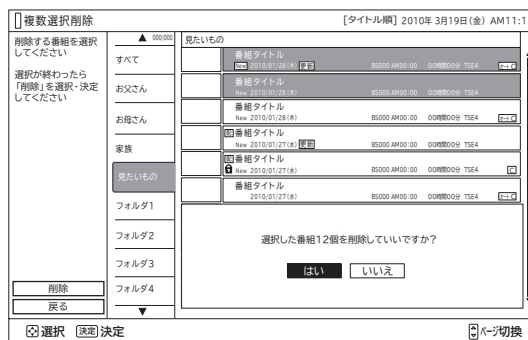 複数選択削除
[タイトル順] 2010年 3月19日(金) AM11:1
削除する番組を選択
してください
選択が終わったら
「削除」を選択・決定
してください
削除
戻る
▲ 000/000
すべて
お父さん
お母さん
家族
見たいもの
フォルダ1
フォルダ2
フォルダ3
フォルダ4
▼
見たいもの
番組タイトル
New 2010/01/28(木) 更新 BS000 AM00:00 00時間00分 TSE4
番組タイトル
New 2010/01/28(木) BS000 AM00:00 00時間00分 TSE4
番組タイトル
New 2010/01/28(木) BS000 AM00:00 00時間00分 TSE4
番組タイトル
New 2010/01/27(水) 更新 BS000 AM00:00 00時間00分 TSE4
番組タイトル
New 2010/01/27(水) BS000 AM00:00 00時間00分 TSE4 C
番組タイトル
2010/01/27(水) BS000 AM00:00 00時間00分 TSE4
選択した番組12個を削除していいですか?
はい いいえ
選択 決定 決定 ページ切換